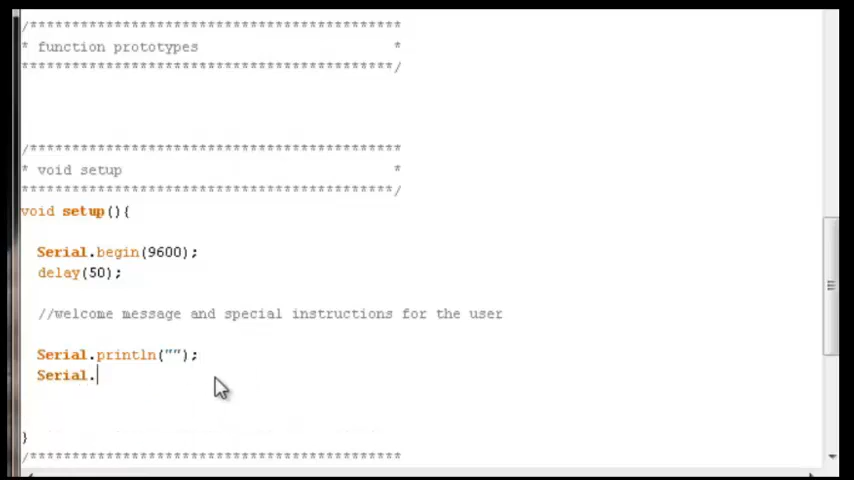 /********************************************
* function prototypes *
********************************************/
/********************************************
* void setup *
********************************************/
void setup(){
Serial.begin(9600);
delay(50);
//welcome message and special instructions for the user
Serial.println("");
Serial.
}
/********************************************